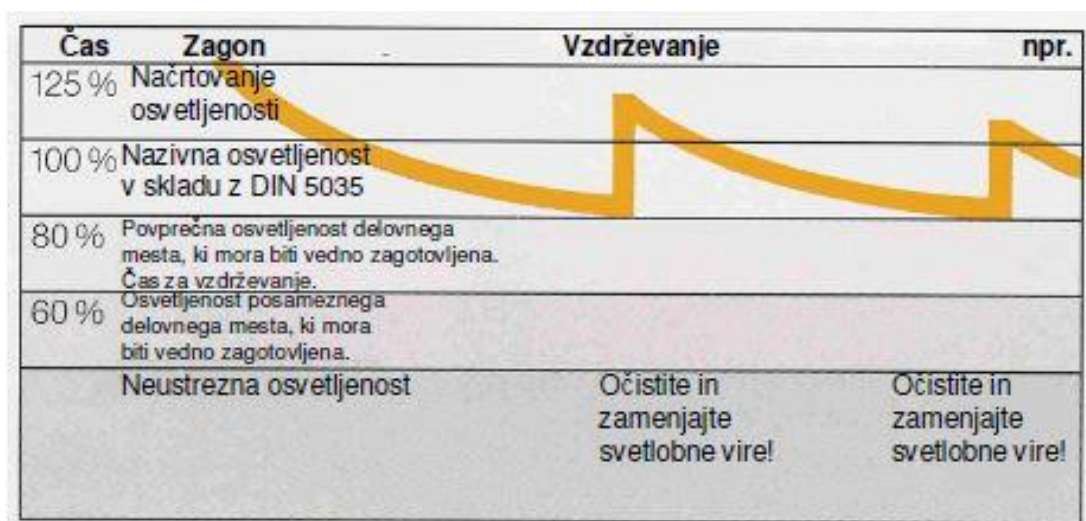 Čas Zagon Vzdrževanje npr.
125 % Načrtovanje
osvetljenosti
100 % Nazivna osvetljenost
v skladu z DIN 5035
80 % Povprečna osvetljenost delovnega
mesta, ki mora biti vedno zagotovljena.
Čas za vzdrževanje.
60 % Osvetljenost posameznega
delovnega mesta, ki mora
biti vedno zagotovljena.
Neustrezna osvetljenost Očistite in Očistite in
zamenjajte zamenjajte
svetlobne vire! svetlobne vire!